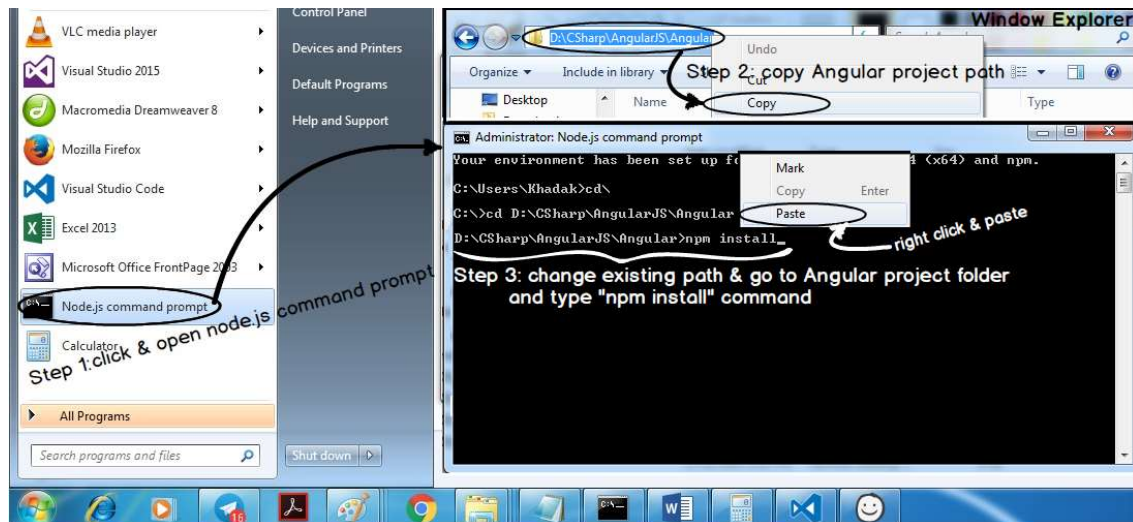 VLC media player
Visual Studio 2015
Macromedia Dreamweaver 8
Mozilla Firefox
Visual Studio Code
Excel 2013
Microsoft Office FrontPage 2003
Node.js command prompt
Calculator
Step 1:click & open node.js command prompt
All Programs
Search programs and files
Control Panel
Devices and Printers
Default Programs
Help and Support
Shut down
Window Explorer
D:\CSharp\AngularJS\Angular
Undo
Organize
Include in library
Step 2: copy Angular project path
Cut
Desktop
Name
Copy
Type
Administrator: Node.js command prompt
Your environment has been set up
(x64) and npm.
Mark
C:\Users\Khadak>cd\
Copy Enter
C:\>cd D:\CSharp\AngularJS\Angular
Paste
D:\CSharp\AngularJS\Angular>npm install_
right click & paste
Step 3: change existing path & go to Angular project folder
and type "npm install" command
16